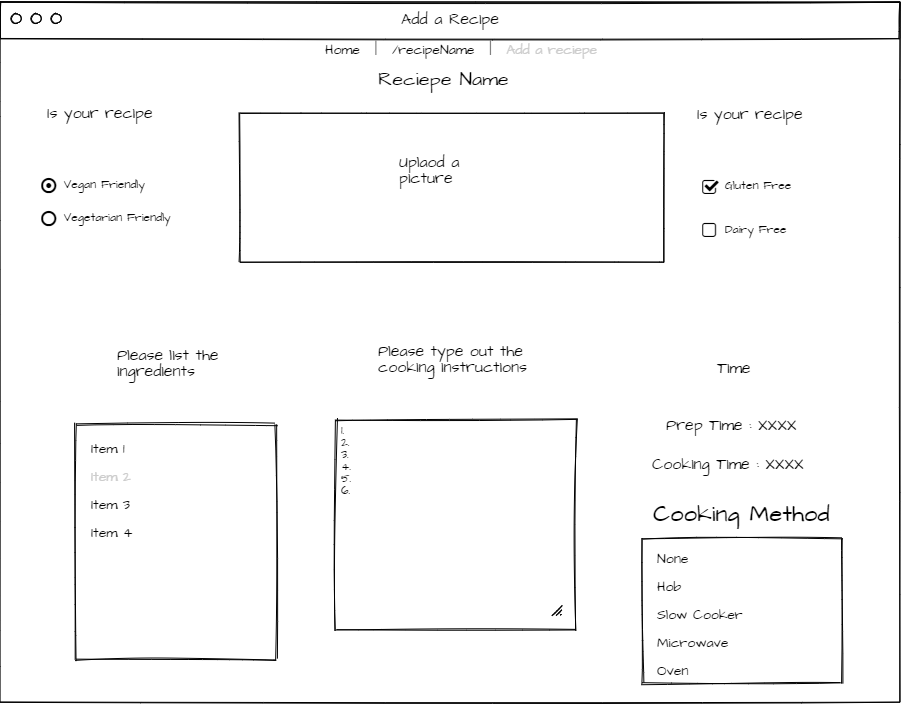 Add a Recipe
Home | /recipeName | Add a reciepe
Reciepe Name
Is your recipe
Vegan Friendly
Vegetarian Friendly
Uplaod a
picture
Is your recipe
Gluten Free
Dairy Free
Please list the
ingredients
Item 1
Item 2
Item 3
Item 4
Please type out the
cooking instructions
1.
2.
3.
4.
5.
6.
Time
Prep Time : XXXX
Cooking Time : XXXX
Cooking Method
None
Hob
Slow Cooker
Microwave
Oven